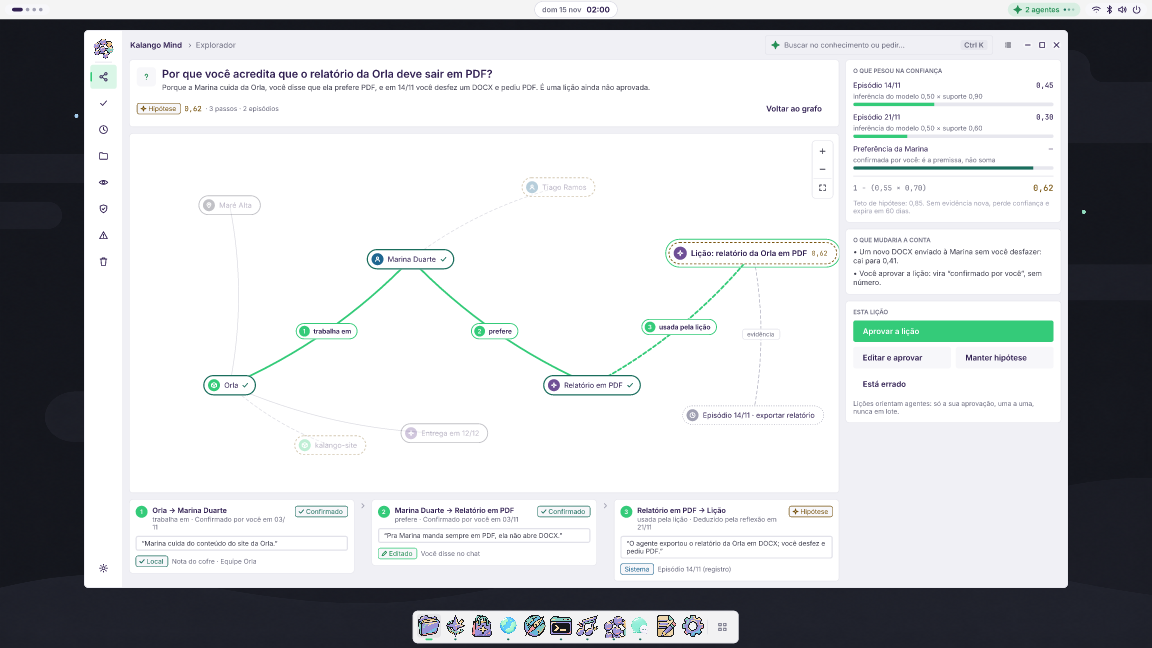 dom 15 nov 02:00
2 agentes
Kalango Mind › Explorador
Buscar no conhecimento ou pedir...
Ctrl K
?
Por que você acredita que o relatório da Orla deve sair em PDF?
Porque a Marina cuida da Orla, você disse que ela prefere PDF, e em 14/11 você desfez um DOCX e pediu PDF. É uma lição ainda não aprovada.
Hipótese 0,62 · 3 passos · 2 episódios
Voltar ao grafo
Maré Alta
Tiago Ramos
Marina Duarte
Lição: relatório da Orla em PDF 0,62
1 trabalha em
2 prefere
3 usada pela lição
evidência
Orla
Relatório em PDF
Episódio 14/11 · exportar relatório
Entrega em 12/12
kalango-site
+
−
O QUE PESOU NA CONFIANÇA
Episódio 14/11 0,45
inferência do modelo 0,50 × suporte 0,90
Episódio 21/11 0,30
inferência do modelo 0,50 × suporte 0,60
Preferência da Marina –
confirmada por você: é a premissa, não soma
1 - (0,55 × 0,70) 0,62
Teto de hipótese: 0,85. Sem evidência nova, perde confiança e
expira em 60 dias.
O QUE MUDARIA A CONTA
• Um novo DOCX enviado à Marina sem você desfazer:
cai para 0,41.
• Você aprovar a lição: vira “confirmado por você”, sem
número.
ESTA LIÇÃO
Aprovar a lição
Editar e aprovar
Manter hipótese
Está errado
Lições orientam agentes: só a sua aprovação, uma a uma,
nunca em lote.
1 Orla → Marina Duarte
trabalha em · Confirmado por você em 03/
11
Confirmado
“Marina cuida do conteúdo do site da Orla.”
Local
Nota do cofre · Equipe Orla
2 Marina Duarte → Relatório em PDF
prefere · Confirmado por você em 03/11
Confirmado
“Pra Marina manda sempre em PDF, ela não abre DOCX.”
Editado
Você disse no chat
3 Relatório em PDF → Lição
usada pela lição · Deduzido pela reflexão em
21/11
Hipótese
“O agente exportou o relatório da Orla em DOCX; você desfez e
pediu PDF.”
Sistema
Episódio 14/11 (registro)